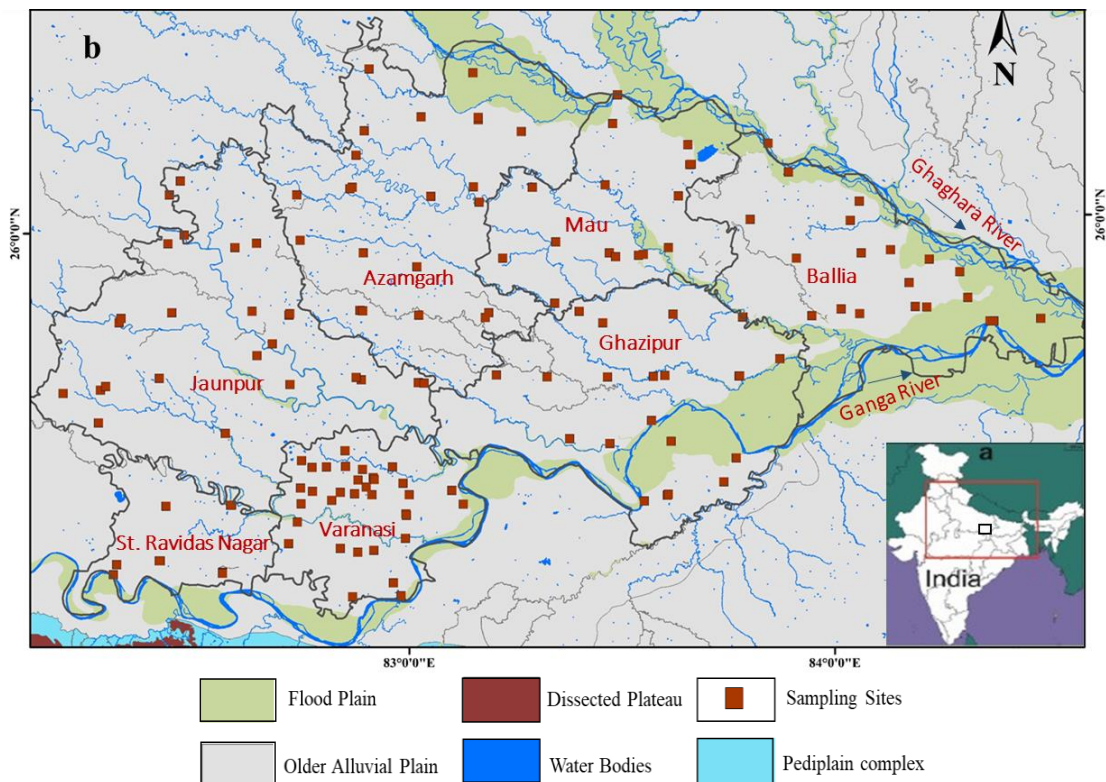 b
N
26°0'0"N
26°0'0"N
Ghaghara River
Mau
Azamgarh
Ballia
Ghazipur
Jaunpur
Ganga River
Varanasi
St. Ravidas Nagar
a
India
83°0'0"E
84°0'0"E
Flood Plain
Dissected Plateau
Sampling Sites
Older Alluvial Plain
Water Bodies
Pediplain complex